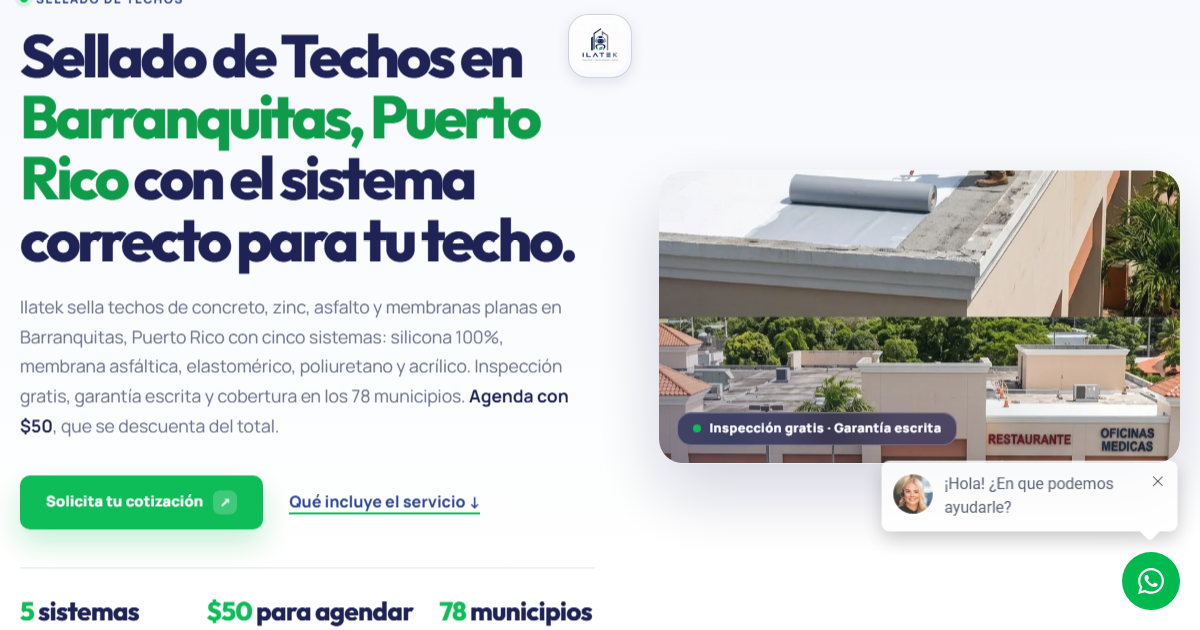 SELLADO DE TECHOS
ILATEK
Sellado de Techos en
Barranquitas, Puerto
Rico con el sistema
correcto para tu techo.
Ilatek sella techos de concreto, zinc, asfalto y membranas planas en
Barranquitas, Puerto Rico con cinco sistemas: silicona 100%,
membrana asfáltica, elastomérico, poliuretano y acrílico. Inspección
gratis, garantía escrita y cobertura en los 78 municipios. Agenda con
$50, que se descuenta del total.
Solicita tu cotización ↗
Qué incluye el servicio ↓
5 sistemas
$50 para agendar
78 municipios
Inspección gratis · Garantía escrita
RESTAURANTE
OFICINAS
MEDICAS
¡Hola! ¿En que podemos
ayudarle?